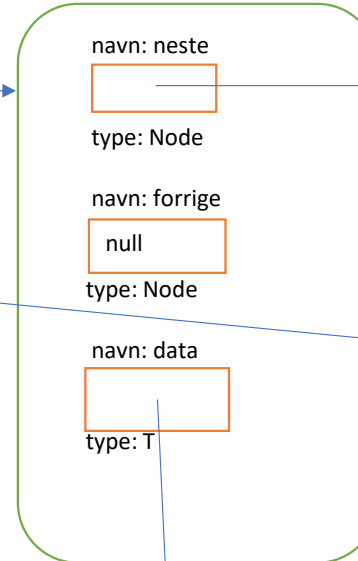 navn: neste
type: Node
navn: forrige
null
type: Node
navn: data
type: T